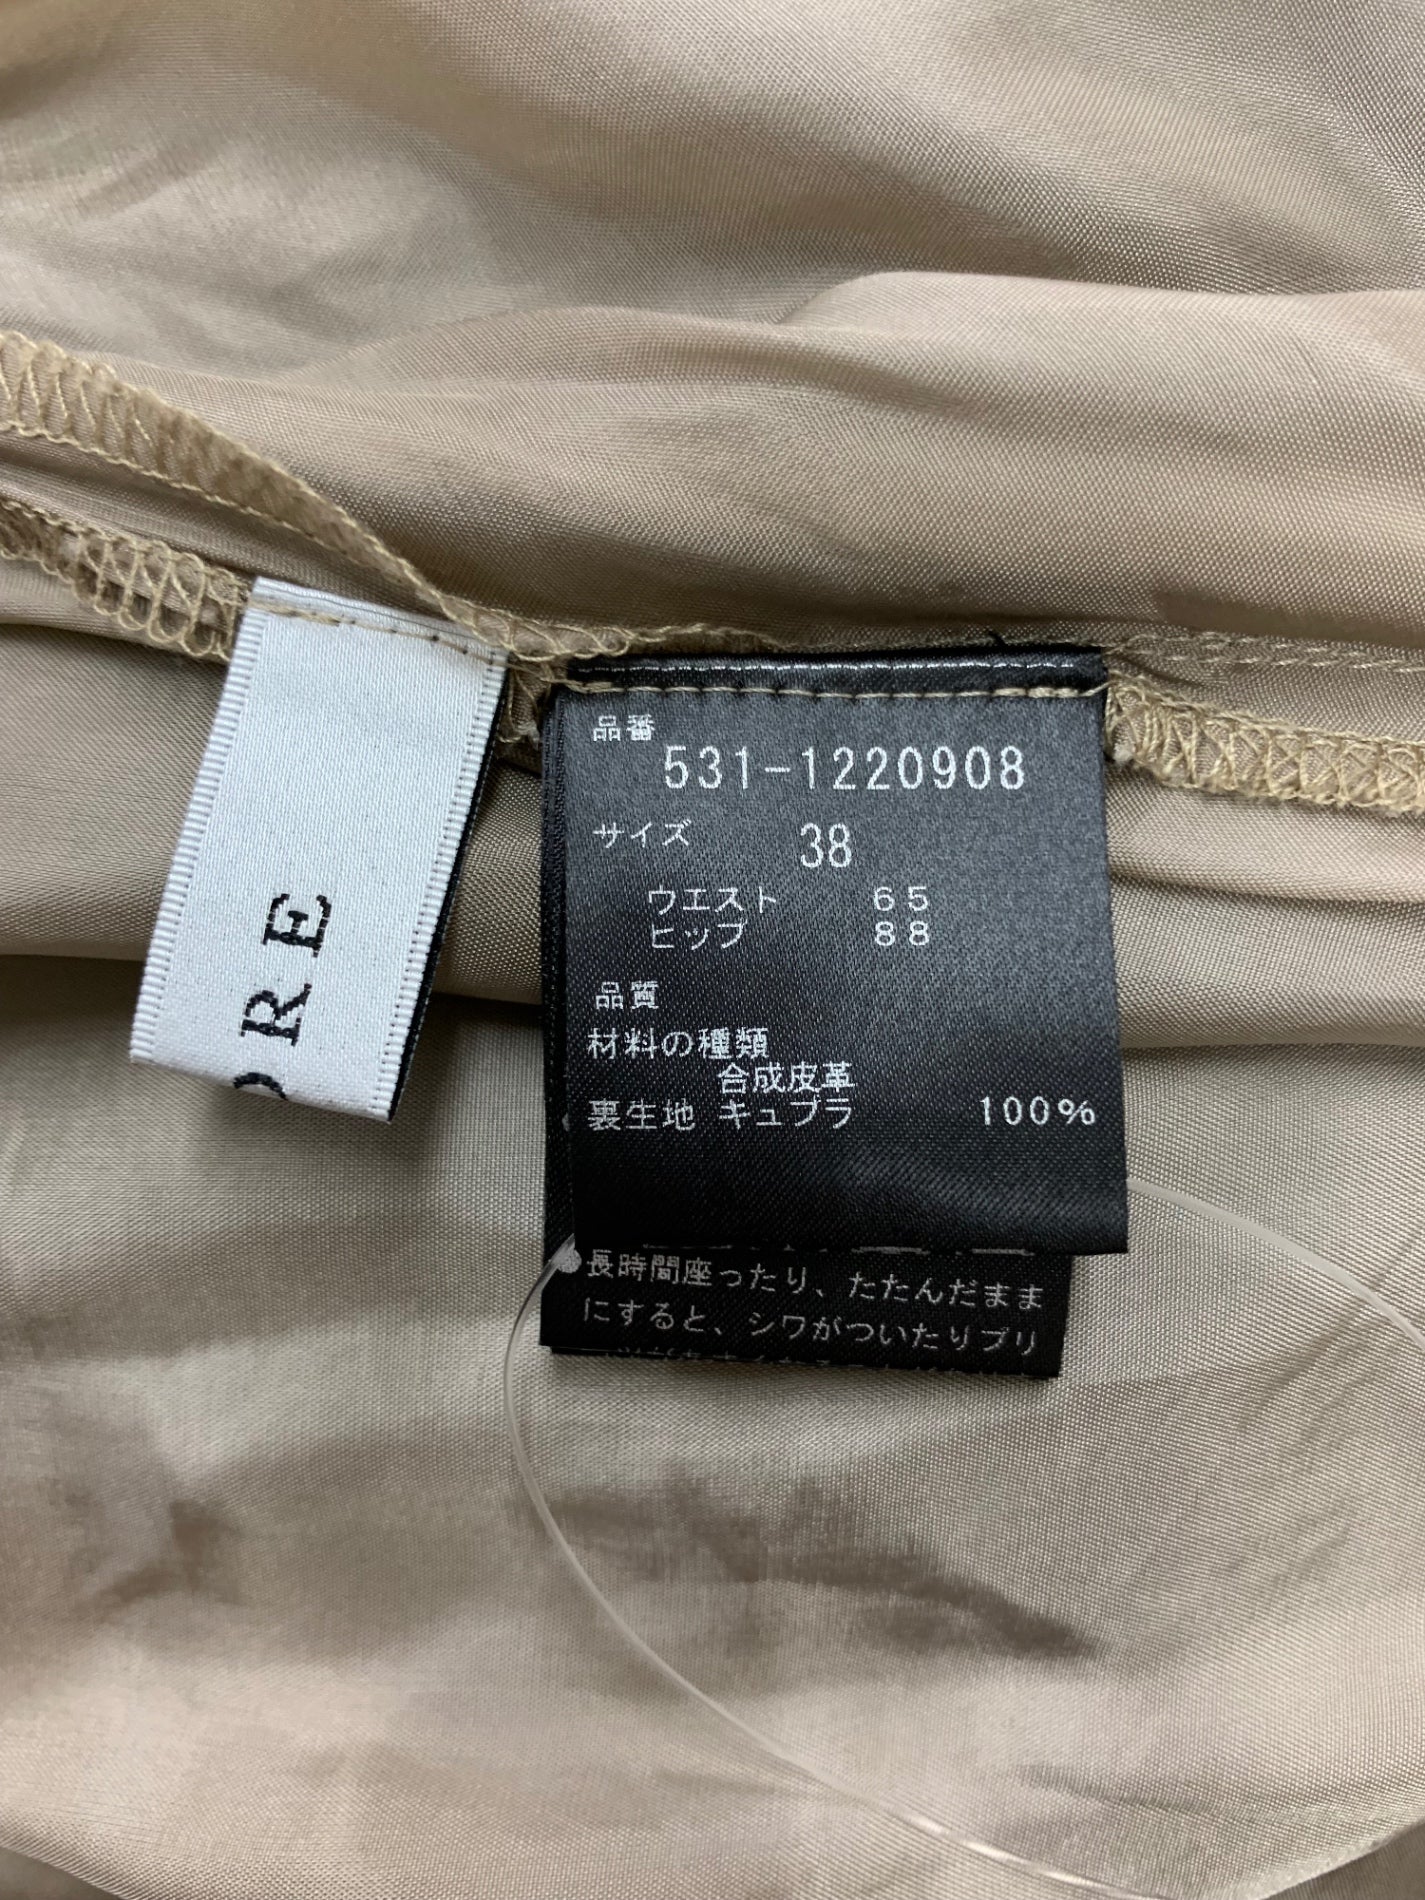 ORE
品番
531-1220908
サイズ 38
ウエスト 65
ヒップ 88
品質
材料の種類
合成皮革
裏生地 キュプラ 100%
長時間座ったり、たたんだまま
にすると、シワがついたりプリ